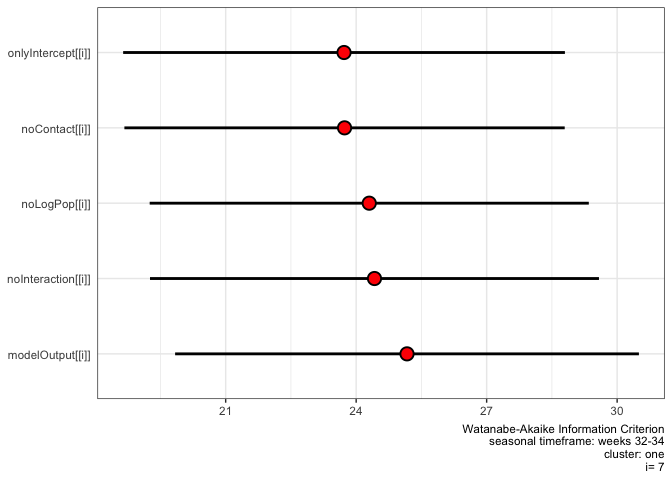 onlyIntercept[[i]]
noContact[[i]]
noLogPop[[i]]
noInteraction[[i]]
modelOutput[[i]]
21 24 27 30
Watanabe-Akaike Information Criterion
seasonal timeframe: weeks 32-34
cluster: one
i= 7